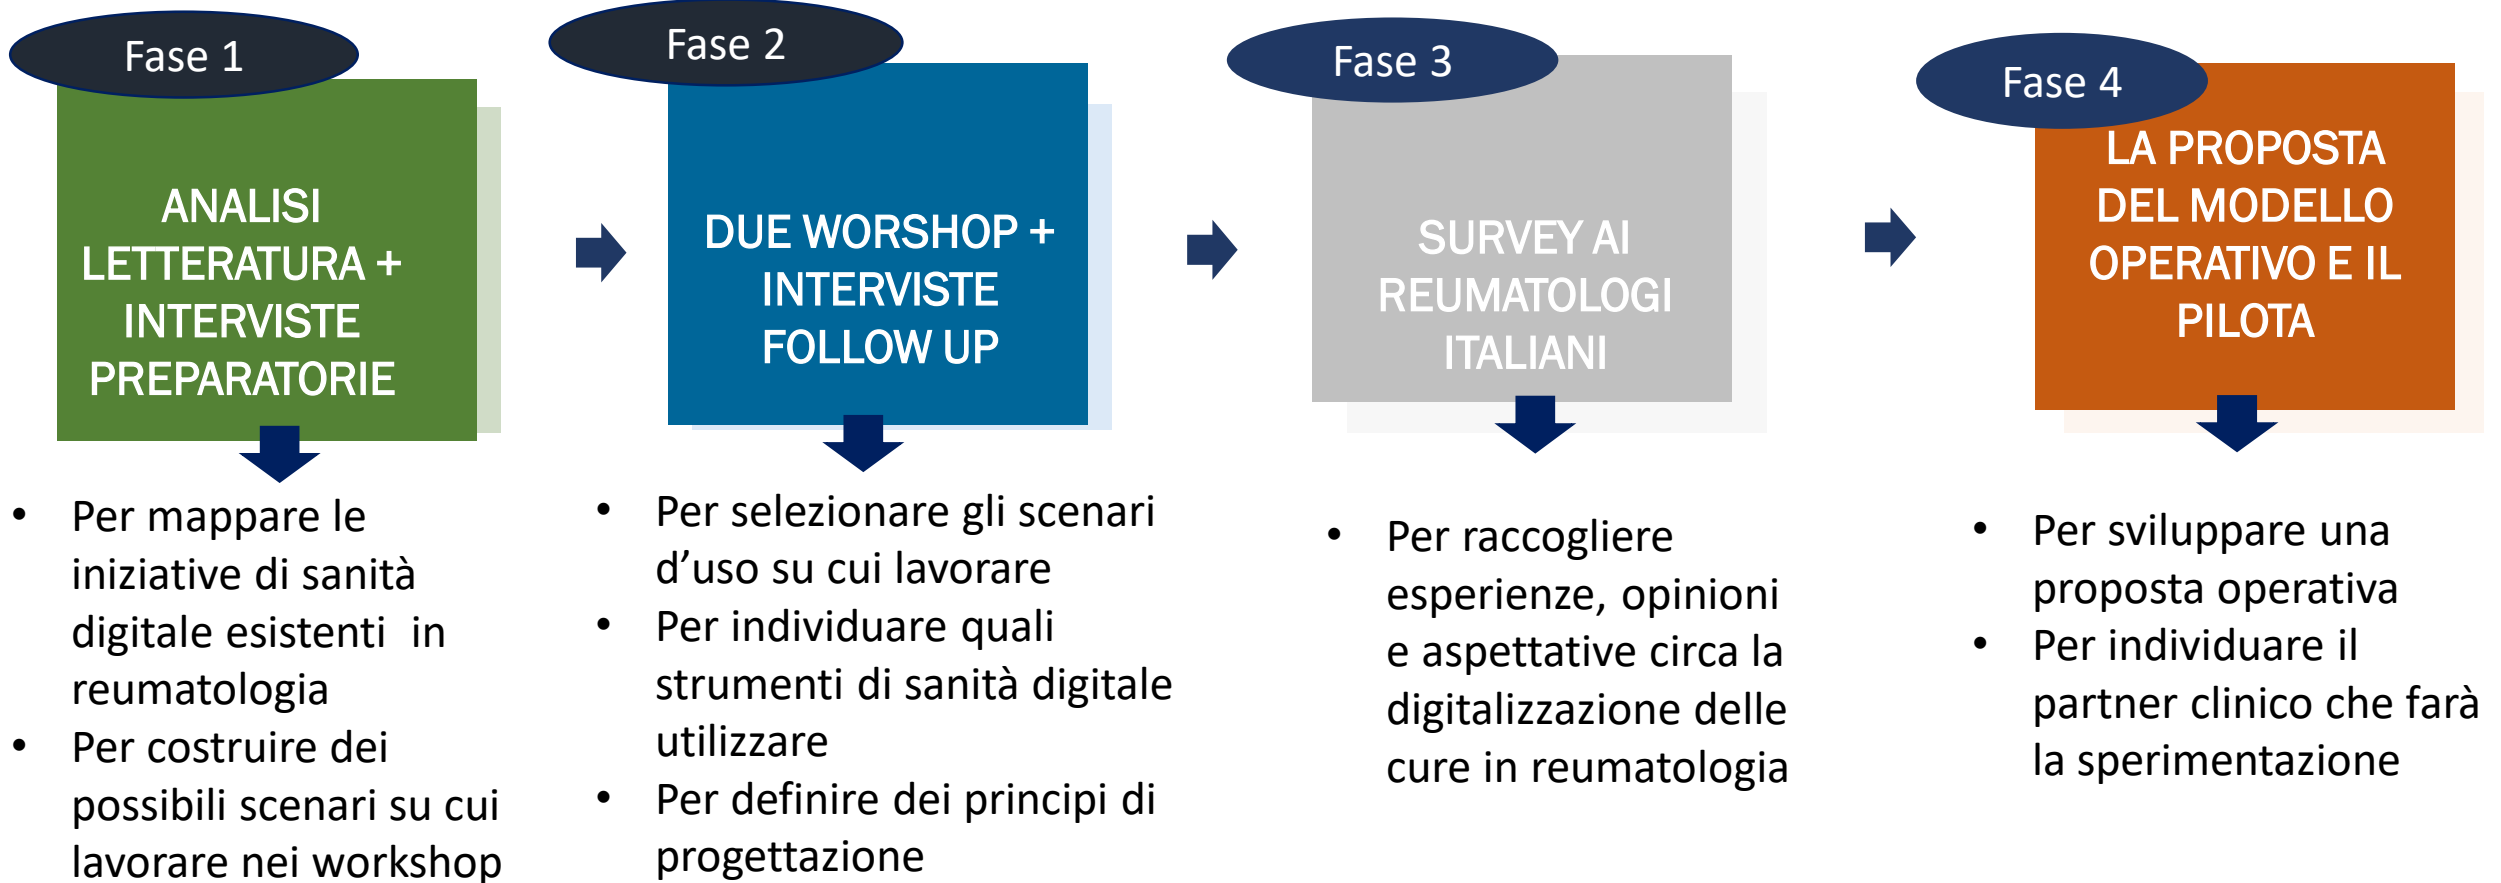 Fase 1
ANALISI
LETTERATURA +
INTERVISTE
PREPARATORIE
• Per mappare le
iniziative di sanità
digitale esistenti in
reumatologia
• Per costruire dei
possibili scenari su cui
lavorare nei workshop
Fase 2
DUE WORSHOP +
INTERVISTE
FOLLOW UP
• Per selezionare gli scenari
d’uso su cui lavorare
• Per individuare quali
strumenti di sanità digitale
utilizzare
• Per definire dei principi di
progettazione
Fase 3
SURVEY AI
REUMATOLOGI
ITALIANI
• Per raccogliere
esperienze, opinioni
e aspettative circa la
digitalizzazione delle
cure in reumatologia
Fase 4
LA PROPOSTA
DEL MODELLO
OPERATIVO E IL
PILOTA
• Per sviluppare una
proposta operativa
• Per individuare il
partner clinico che farà
la sperimentazione